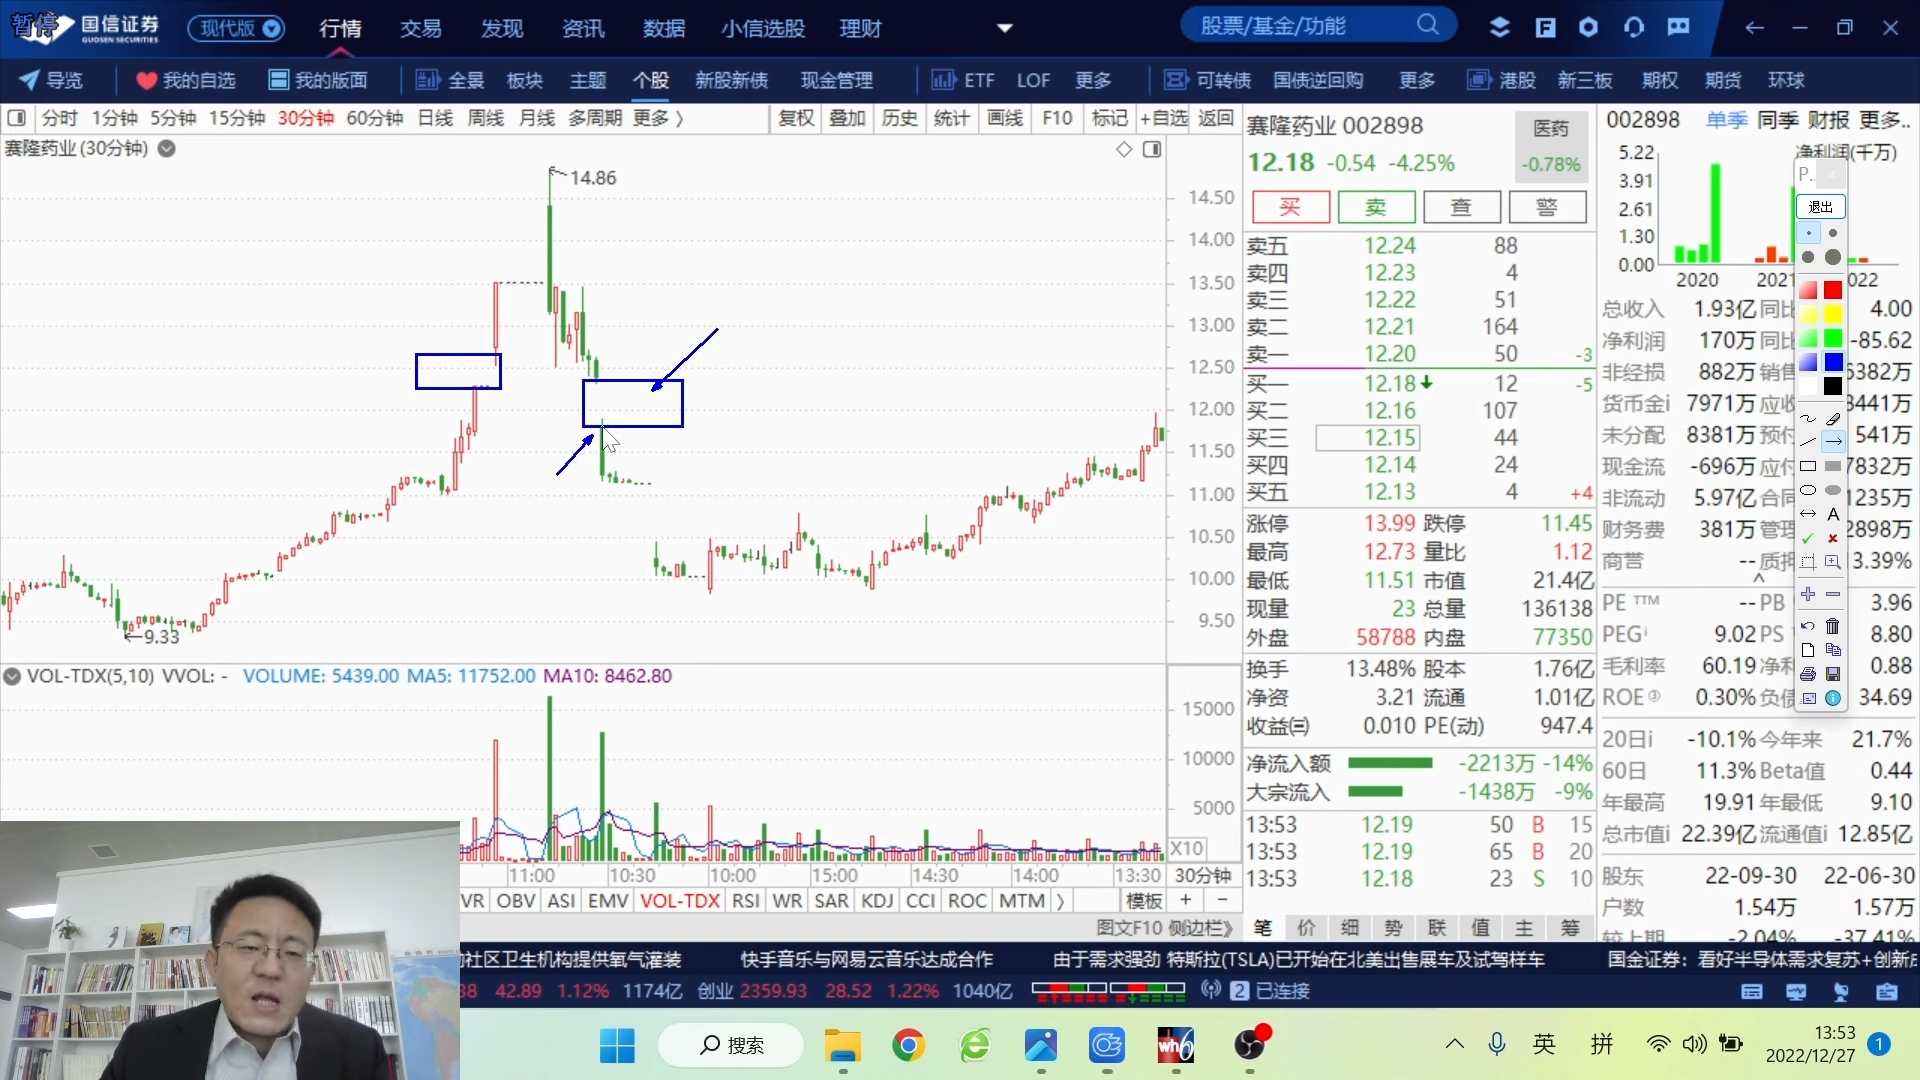 暂停
国信证券
GUOSEN SECURITIES
现代版
行情 交易 发现 资讯 数据 小信选股 理财
股票/基金/功能
导览 我的自选 我的版面 全景 板块 主题 个股 新股新债 现金管理 ETF LOF 更多 可转债 国债逆回购 更多 港股 新三板 期权 期货 环球
分时 1分钟 5分钟 15分钟 30分钟 60分钟 日线 周线 月线 多周期 更多 〉 复权 叠加 历史 统计 画线 F10 标记 +自选 返回
赛隆药业(30分钟)
14.86
9.33
14.50
14.00
13.50
13.00
12.50
12.00
11.50
11.00
10.50
10.00
9.50
VOL-TDX(5,10) VVOL: - VOLUME: 5439.00 MA5: 11752.00 MA10: 8462.80
15000
10000
5000
X10
11:00 10:30 10:00 15:00 14:30 14:00 13:30 30分钟
VR OBV ASI EMV VOL-TDX RSI WR SAR KDJ CCI ROC MTM 〉 模板 + −
图文F10 侧边栏》
赛隆药业 002898
12.18 -0.54 -4.25%
医药
-0.78%
买 卖 查 警
卖五 12.24 88
卖四 12.23 4
卖三 12.22 51
卖二 12.21 164
卖一 12.20 50 -3
买一 12.18 12 -5
买二 12.16 107
买三 12.15 44
买四 12.14 24
买五 12.13 4 +4
涨停 13.99 跌停 11.45
最高 12.73 量比 1.12
最低 11.51 市值 21.4亿
现量 23 总量 136138
外盘 58788 内盘 77350
换手 13.48% 股本 1.76亿
净资 3.21 流通 1.01亿
收益㈢ 0.010 PE(动) 947.4
净流入额 -2213万 -14%
大宗流入 -1438万 -9%
13:53 12.19 50 B 15
13:53 12.19 65 B 20
13:53 12.18 23 S 10
笔 价 细 势 联 值 主 筹
002898 单季 同季 财报 更多..
净利润(千万)
5.22
3.91
2.61
1.30
0.00
2020 2021 022
P..
退出
A
总收入 1.93亿 同比 4.00
净利润 170万 同比 -85.62
非经损 882万 销售 6382万
货币金i 7971万 应收 3441万
未分配 8381万 预付 541万
现金流 -696万 应付 7832万
非流动 5.97亿 合同 1235万
财务费 381万 管理 2898万
商誉 -- 质押 3.39%
PE TTM -- PB 3.96
PEG 9.02 PS 8.80
毛利率 60.19 净利 0.88
ROE 0.30% 负债 34.69
20日i -10.1% 今年来 21.7%
60日 11.3% Beta值 0.44
年最高 19.91 年最低 9.10
总市值i 22.39亿 流通值i 12.85亿
股东 22-09-30 22-06-30
户数 1.54万 1.57万
较上期 -2.04% -37.41%
社区卫生机构提供氧气灌装 快手音乐与网易云音乐达成合作 由于需求强劲 特斯拉(TSLA)已开始在北美出售展车及试驾样车 国金证券：看好半导体需求复苏+创新
38 42.89 1.12% 1174亿 创业 2359.93 28.52 1.22% 1040亿 2 已连接
搜索
wh6
英 拼
13:53
2022/12/27
1